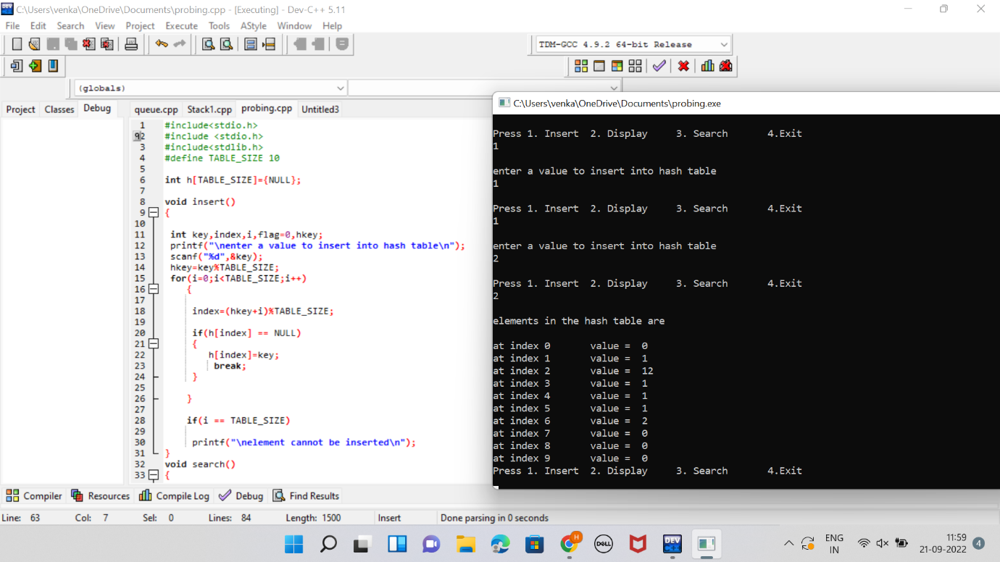 C:\Users\venka\OneDrive\Documents\probing.cpp - [Executing] - Dev-C++ 5.11
File Edit Search View Project Execute Tools AStyle Window Help
TDM-GCC 4.9.2 64-bit Release
(globals)
Project Classes Debug
queue.cpp Stack1.cpp probing.cpp Untitled3
1 #include<stdio.h>
2 #include <stdio.h>
3 #include<stdlib.h>
4 #define TABLE_SIZE 10
5
6 int h[TABLE_SIZE]={NULL};
7
8 void insert()
9 {
10
11 int key,index,i,flag=0,hkey;
12 printf("\nenter a value to insert into hash table\n");
13 scanf("%d",&key);
14 hkey=key%TABLE_SIZE;
15 for(i=0;i<TABLE_SIZE;i++)
16 {
17
18 index=(hkey+i)%TABLE_SIZE;
19
20 if(h[index] == NULL)
21 {
22 h[index]=key;
23 break;
24 }
25
26 }
27
28 if(i == TABLE_SIZE)
29
30 printf("\nelement cannot be inserted\n");
31 }
32 void search()
33 {
C:\Users\venka\OneDrive\Documents\probing.exe
Press 1. Insert 2. Display 3. Search 4.Exit
1
enter a value to insert into hash table
1
Press 1. Insert 2. Display 3. Search 4.Exit
1
enter a value to insert into hash table
2
Press 1. Insert 2. Display 3. Search 4.Exit
2
elements in the hash table are
at index 0 value = 0
at index 1 value = 1
at index 2 value = 12
at index 3 value = 1
at index 4 value = 1
at index 5 value = 1
at index 6 value = 2
at index 7 value = 0
at index 8 value = 0
at index 9 value = 0
Press 1. Insert 2. Display 3. Search 4.Exit
Compiler Resources Compile Log Debug Find Results
Line: 63 Col: 7 Sel: 0 Lines: 84 Length: 1500 Insert Done parsing in 0 seconds
H
DELL
DEV
ENG
IN
11:59
21-09-2022
4